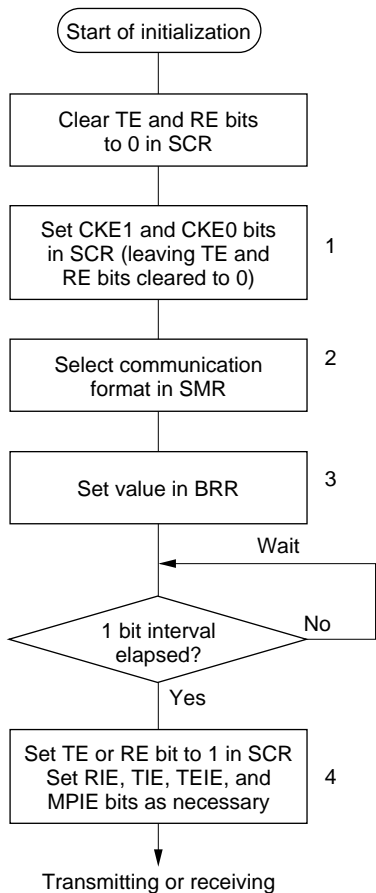 Start of initialization
Clear TE and RE bits
to 0 in SCR
Set CKE1 and CKE0 bits
in SCR (leaving TE and
RE bits cleared to 0)
1
Select communication
format in SMR
2
Set value in BRR
3
Wait
1 bit interval
elapsed?
No
Yes
Set TE or RE bit to 1 in SCR
Set RIE, TIE, TEIE, and
MPIE bits as necessary
4
Transmitting or receiving